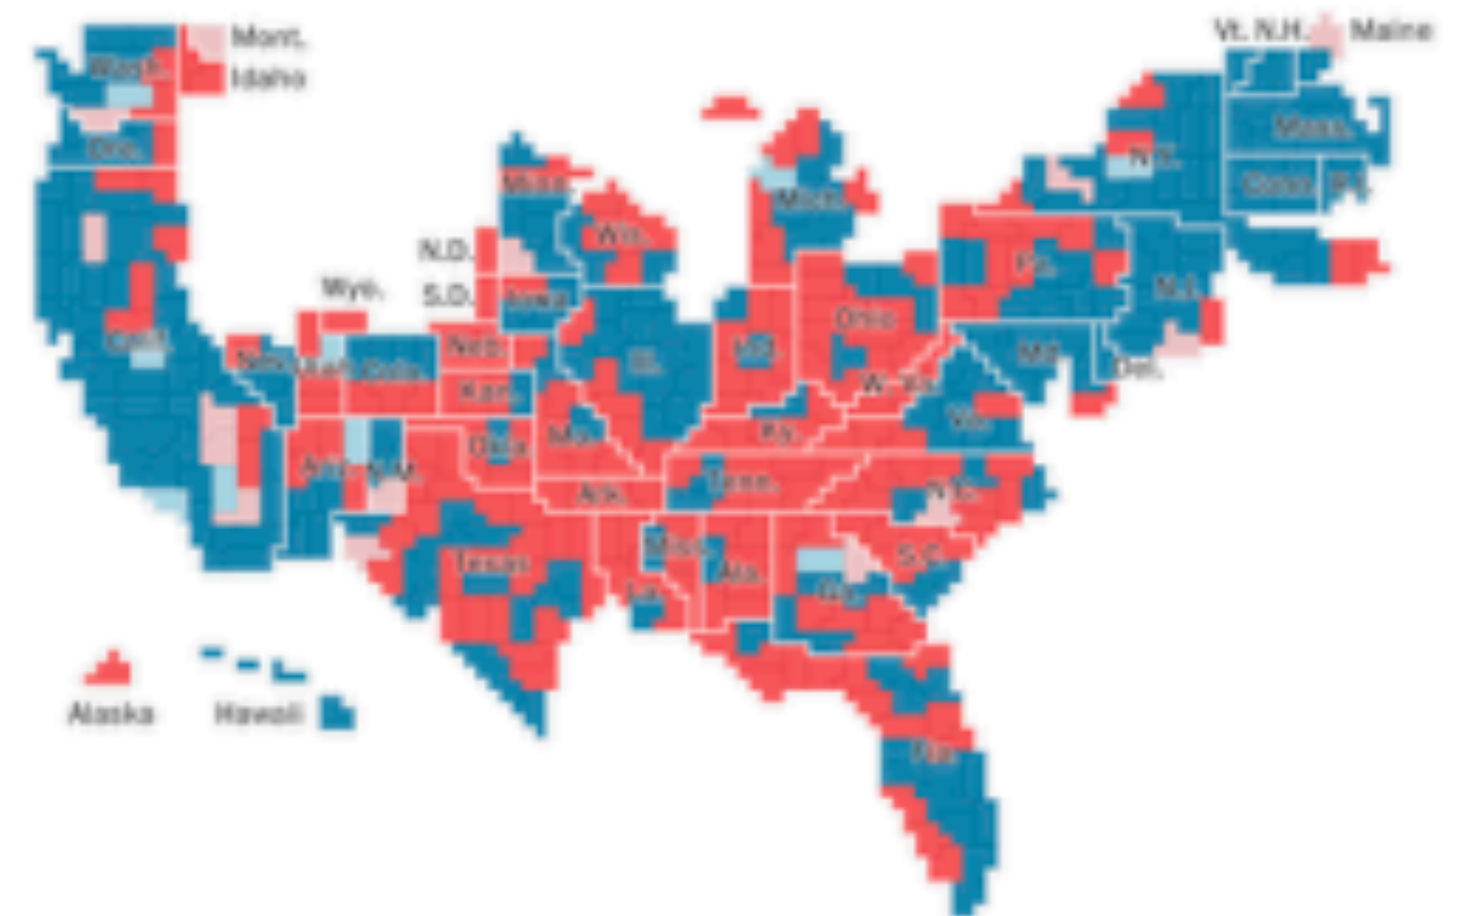 Vt. N.H. Maine
Mont.
Wash.
Idaho
Mass.
Ore.
N.Y.
Minn.
Conn. R.I.
Mich.
Wis.
N.D.
Pa.
Wyo.
S.D.
Iowa
N.J.
Ohio
Calif.
Nev. Utah Colo.
Neb.
Ill.
Ind.
Md.
Del.
Kan.
W. Va.
Mo.
Ky.
Va.
Okla.
Ariz. N.M.
Tenn.
N.C.
Ark.
Miss.
S.C.
Texas
Ala.
La.
Ga.
Alaska
Hawaii
Fla.